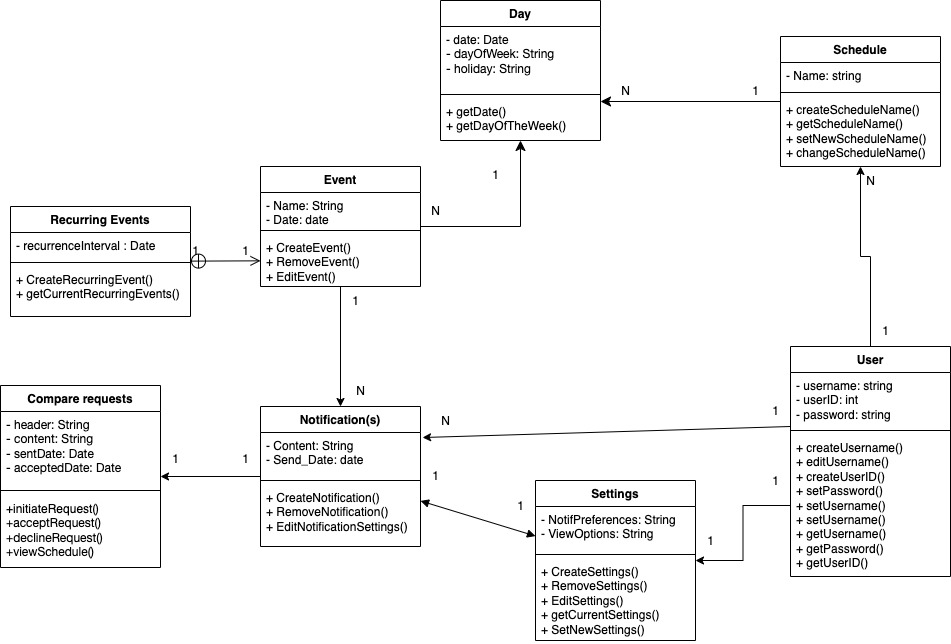 Day
- date: Date
- dayOfWeek: String
- holiday: String
+ getDate()
+ getDayOfTheWeek()
Schedule
- Name: string
+ createScheduleName()
+ getScheduleName()
+ setNewScheduleName()
+ changeScheduleName()
N
1
Event
- Name: String
- Date: date
+ CreateEvent()
+ RemoveEvent()
+ EditEvent()
1
N
N
Recurring Events
- recurrenceInterval : Date
+ CreateRecurringEvent()
+ getCurrentRecurringEvents()
1
1
1
N
1
User
- username: string
- userID: int
- password: string
+ createUsername()
+ editUsername()
+ createUserID()
+ setPassword()
+ setUsername()
+ setUsername()
+ getUsername()
+ getPassword()
+ getUserID()
Compare requests
- header: String
- content: String
- sentDate: Date
- acceptedDate: Date
+initiateRequest()
+acceptRequest()
+declineRequest()
+viewSchedule()
Notification(s)
- Content: String
- Send_Date: date
+ CreateNotification()
+ RemoveNotification()
+ EditNotificationSettings()
N
1
1
1
1
1
1
1
Settings
- NotifPreferences: String
- ViewOptions: String
+ CreateSettings()
+ RemoveSettings()
+ EditSettings()
+ getCurrentSettings()
+ SetNewSettings()